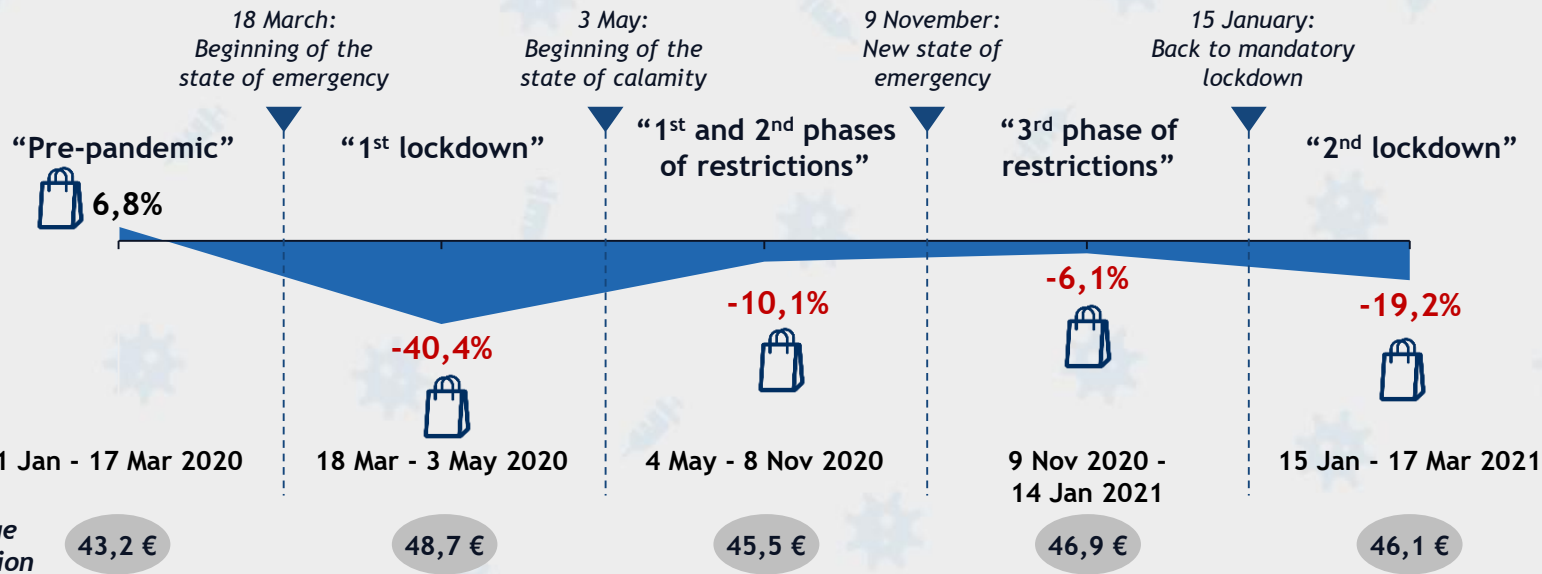 18 March:
Beginning of the
state of emergency
3 May:
Beginning of the
state of calamity
9 November:
New state of
emergency
15 January:
Back to mandatory
lockdown
“Pre-pandemic”
“1st lockdown”
“1st and 2nd phases
of restrictions”
“3rd phase of
restrictions”
“2nd lockdown”
6,8%
-40,4%
-10,1%
-6,1%
-19,2%
1 Jan - 17 Mar 2020
18 Mar - 3 May 2020
4 May - 8 Nov 2020
9 Nov 2020 -
14 Jan 2021
15 Jan - 17 Mar 2021
43,2 €
48,7 €
45,5 €
46,9 €
46,1 €